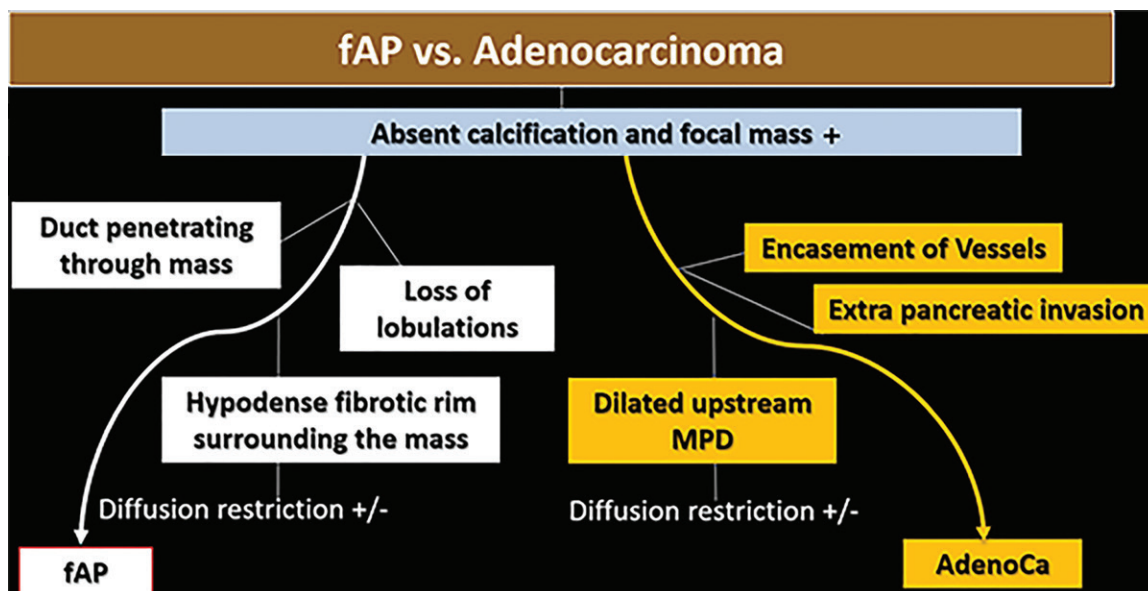 fAP vs. Adenocarcinoma
Absent calcification and focal mass +
Duct penetrating
through mass
Loss of
lobulations
Hypodense fibrotic rim
surrounding the mass
Diffusion restriction +/-
fAP
Encasement of Vessels
Extra pancreatic invasion
Dilated upstream
MPD
Diffusion restriction +/-
AdenoCa